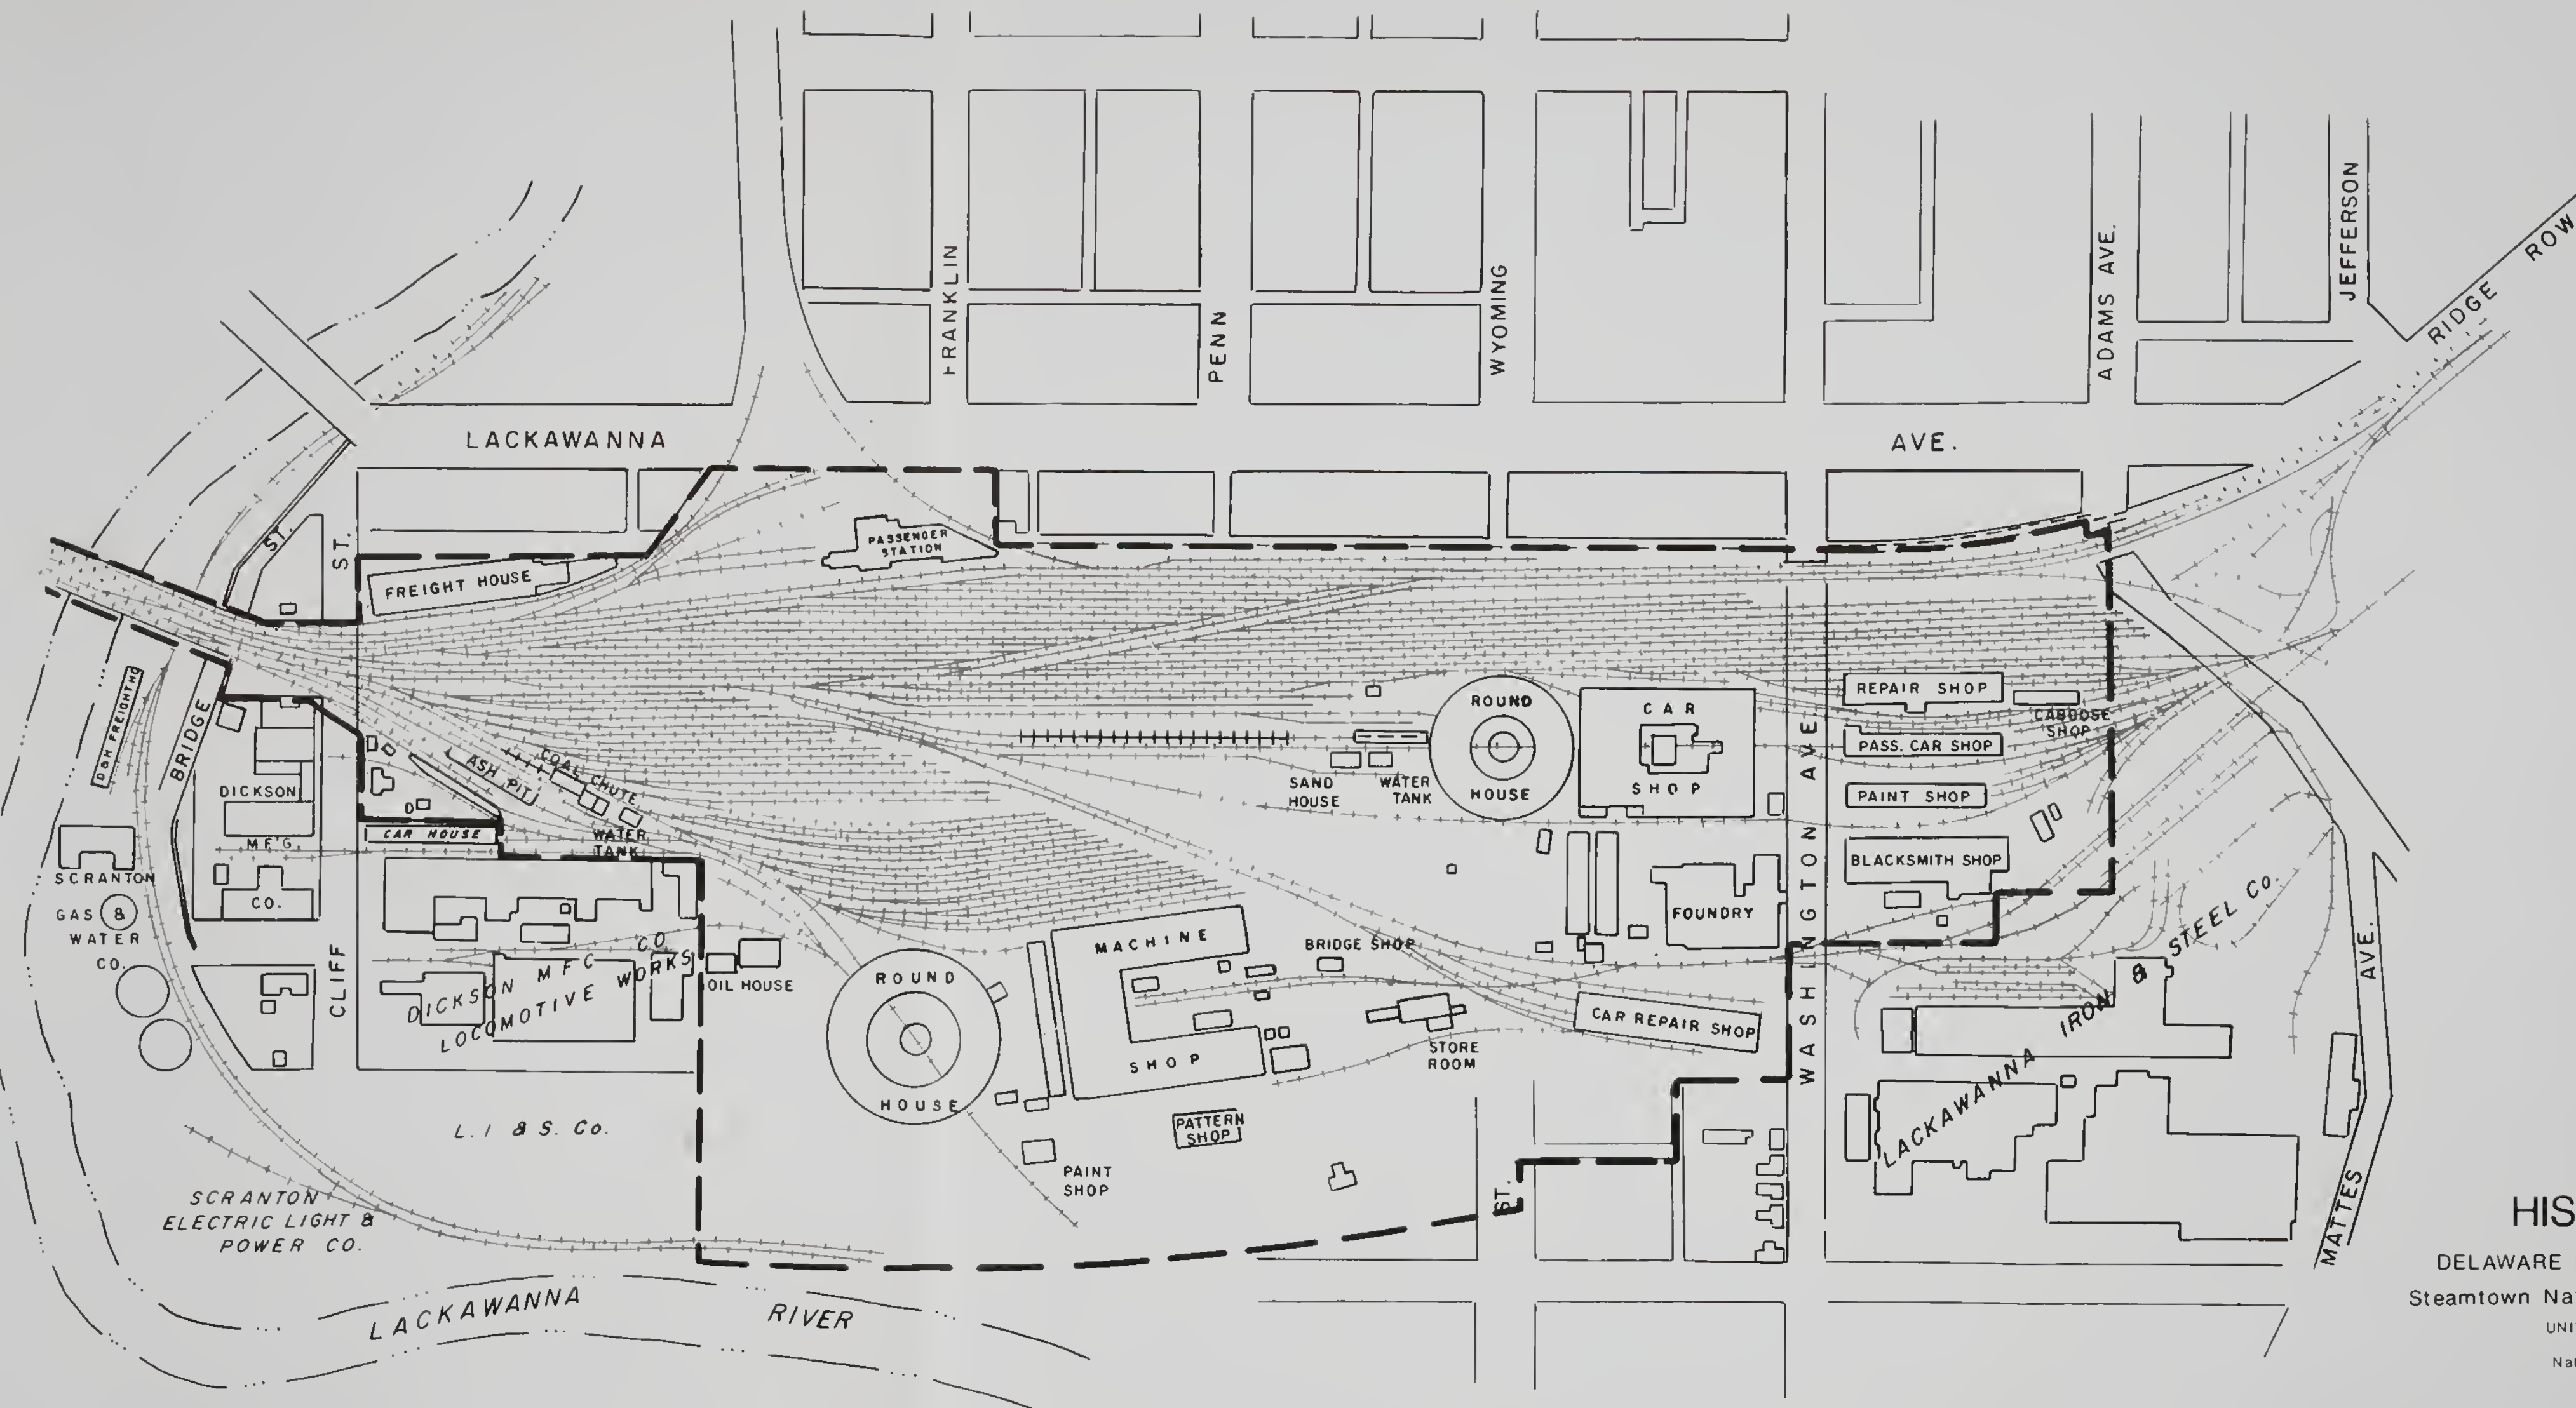 FRANKLIN
PENN
WYOMING
ADAMS AVE.
JEFFERSON
RIDGE ROW
LACKAWANNA AVE.
ST.
ST.
FREIGHT HOUSE
PASSENGER
STATION
D&M FREIGHT HO
BRIDGE
DICKSON
M'F'G.
CO.
ASH PIT
COAL CHUTE
WATER
TANK
CAR HOUSE
SAND
HOUSE
WATER
TANK
ROUND
HOUSE
CAR
SHOP
WASHINGTON AVE.
REPAIR SHOP
CABOOSE
SHOP
PASS. CAR SHOP
PAINT SHOP
BLACKSMITH SHOP
FOUNDRY
SCRANTON
GAS &
WATER
CO.
CLIFF
DICKSON MFG CO.
LOCOMOTIVE WORKS
OIL HOUSE
ROUND
HOUSE
MACHINE
SHOP
BRIDGE SHOP
STORE
ROOM
CAR REPAIR SHOP
PATTERN
SHOP
PAINT
SHOP
ST.
LACKAWANNA IRON & STEEL Co.
MATTES AVE.
L. I & S. Co.
SCRANTON
ELECTRIC LIGHT &
POWER CO.
LACKAWANNA RIVER
HIS
DELAWARE
Steamtown Na
UNI
Nat